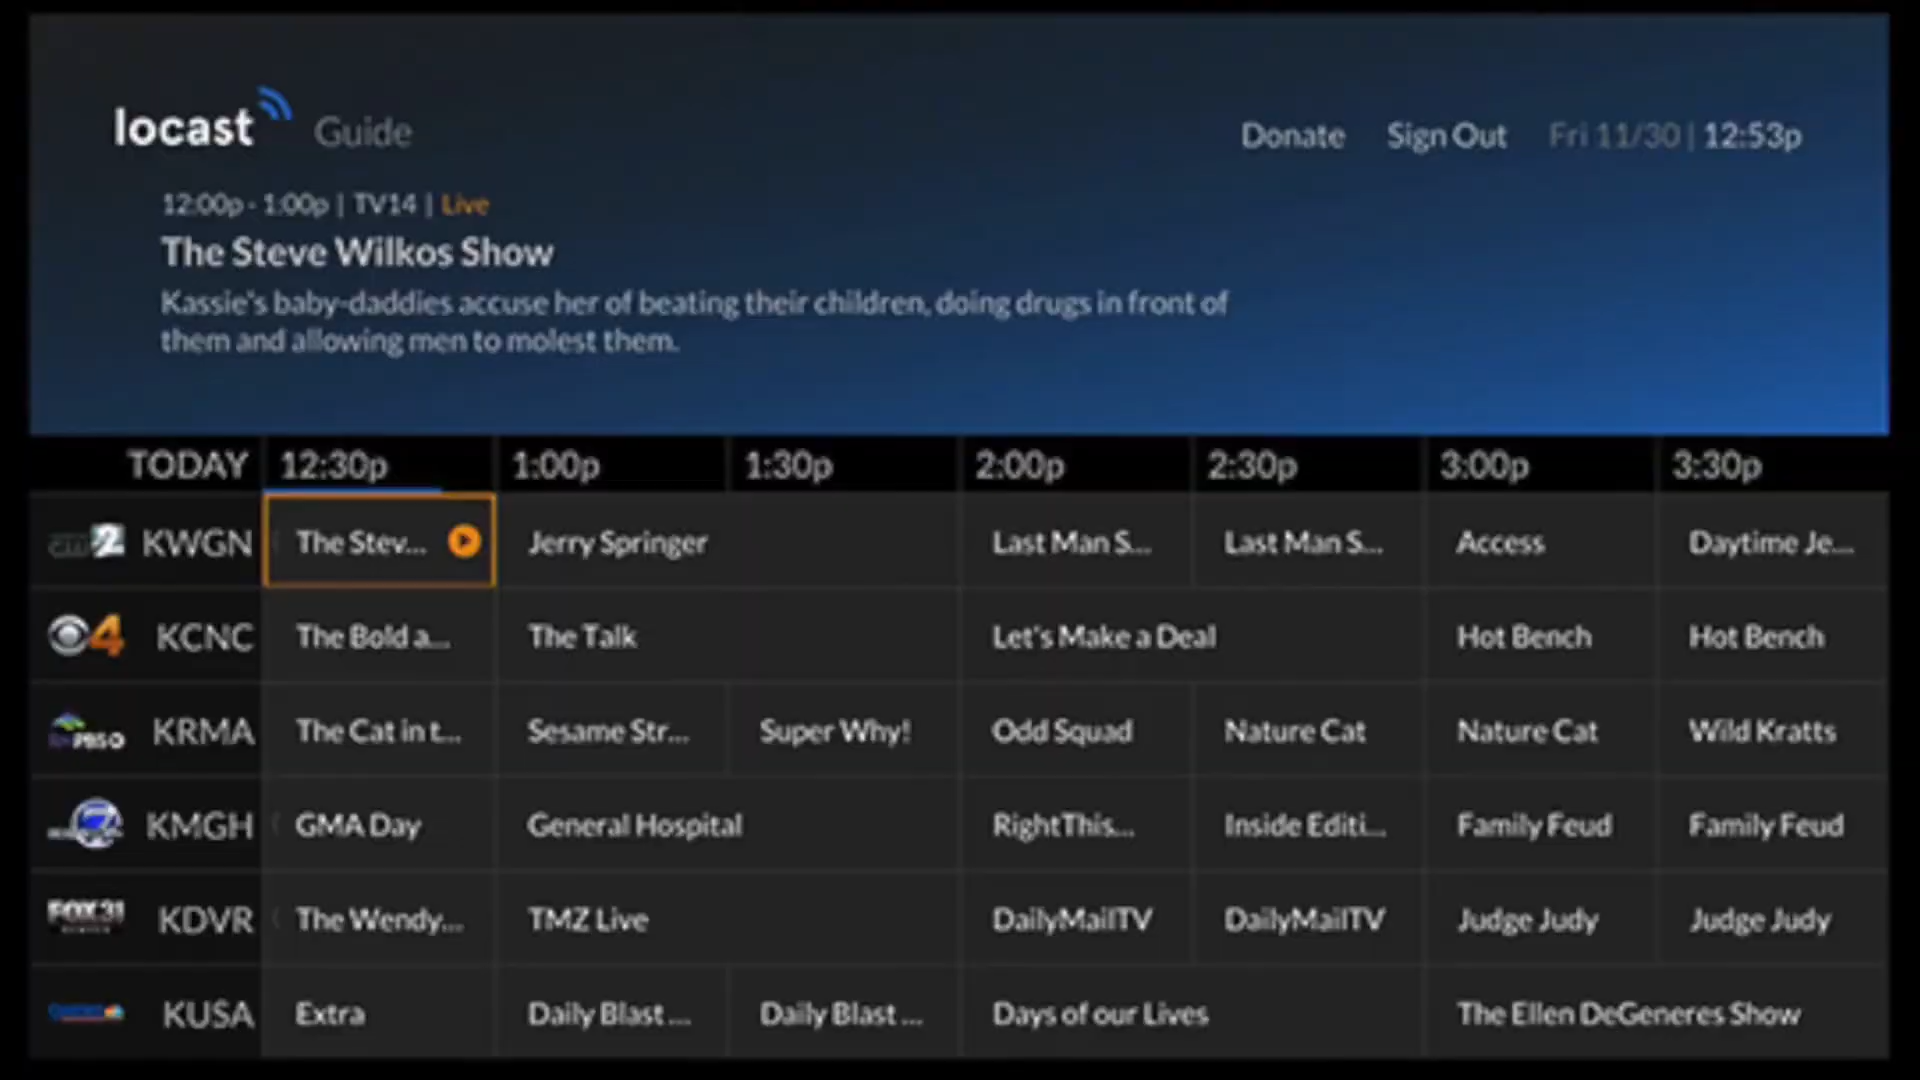 locast Guide
Donate Sign Out Fri 11/30 | 12:53p
12:00p - 1:00p | TV14 | Live
The Steve Wilkos Show
Kassie's baby-daddies accuse her of beating their children, doing drugs in front of
them and allowing men to molest them.
TODAY 12:30p 1:00p 1:30p 2:00p 2:30p 3:00p 3:30p
2 KWGN The Stev... Jerry Springer Last Man S... Last Man S... Access Daytime Je...
4 KCNC The Bold a... The Talk Let's Make a Deal Hot Bench Hot Bench
PBS KRMA The Cat in t... Sesame Str... Super Why! Odd Squad Nature Cat Nature Cat Wild Kratts
7 KMGH GMA Day General Hospital RightThis... Inside Editi... Family Feud Family Feud
FOX31 KDVR The Wendy... TMZ Live DailyMailTV DailyMailTV Judge Judy Judge Judy
KUSA Extra Daily Blast ... Daily Blast ... Days of our Lives The Ellen DeGeneres Show